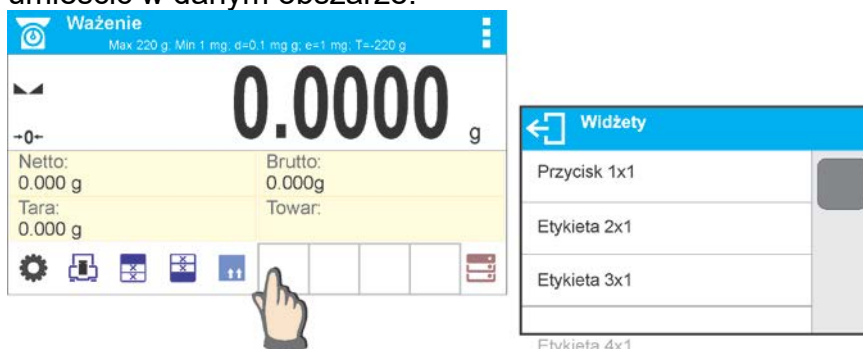 umieścić w danym obszarze.
Ważenie
Max 220 g; Min 1 mg; d=0.1 mg g; e=1 mg; T=-220 g
0.0000 g
→0←
Netto:
0.000 g
Brutto:
0.000g
Tara:
0.000 g
Towar:
Widżety
Przycisk 1x1
Etykieta 2x1
Etykieta 3x1
Etykieta 4x1